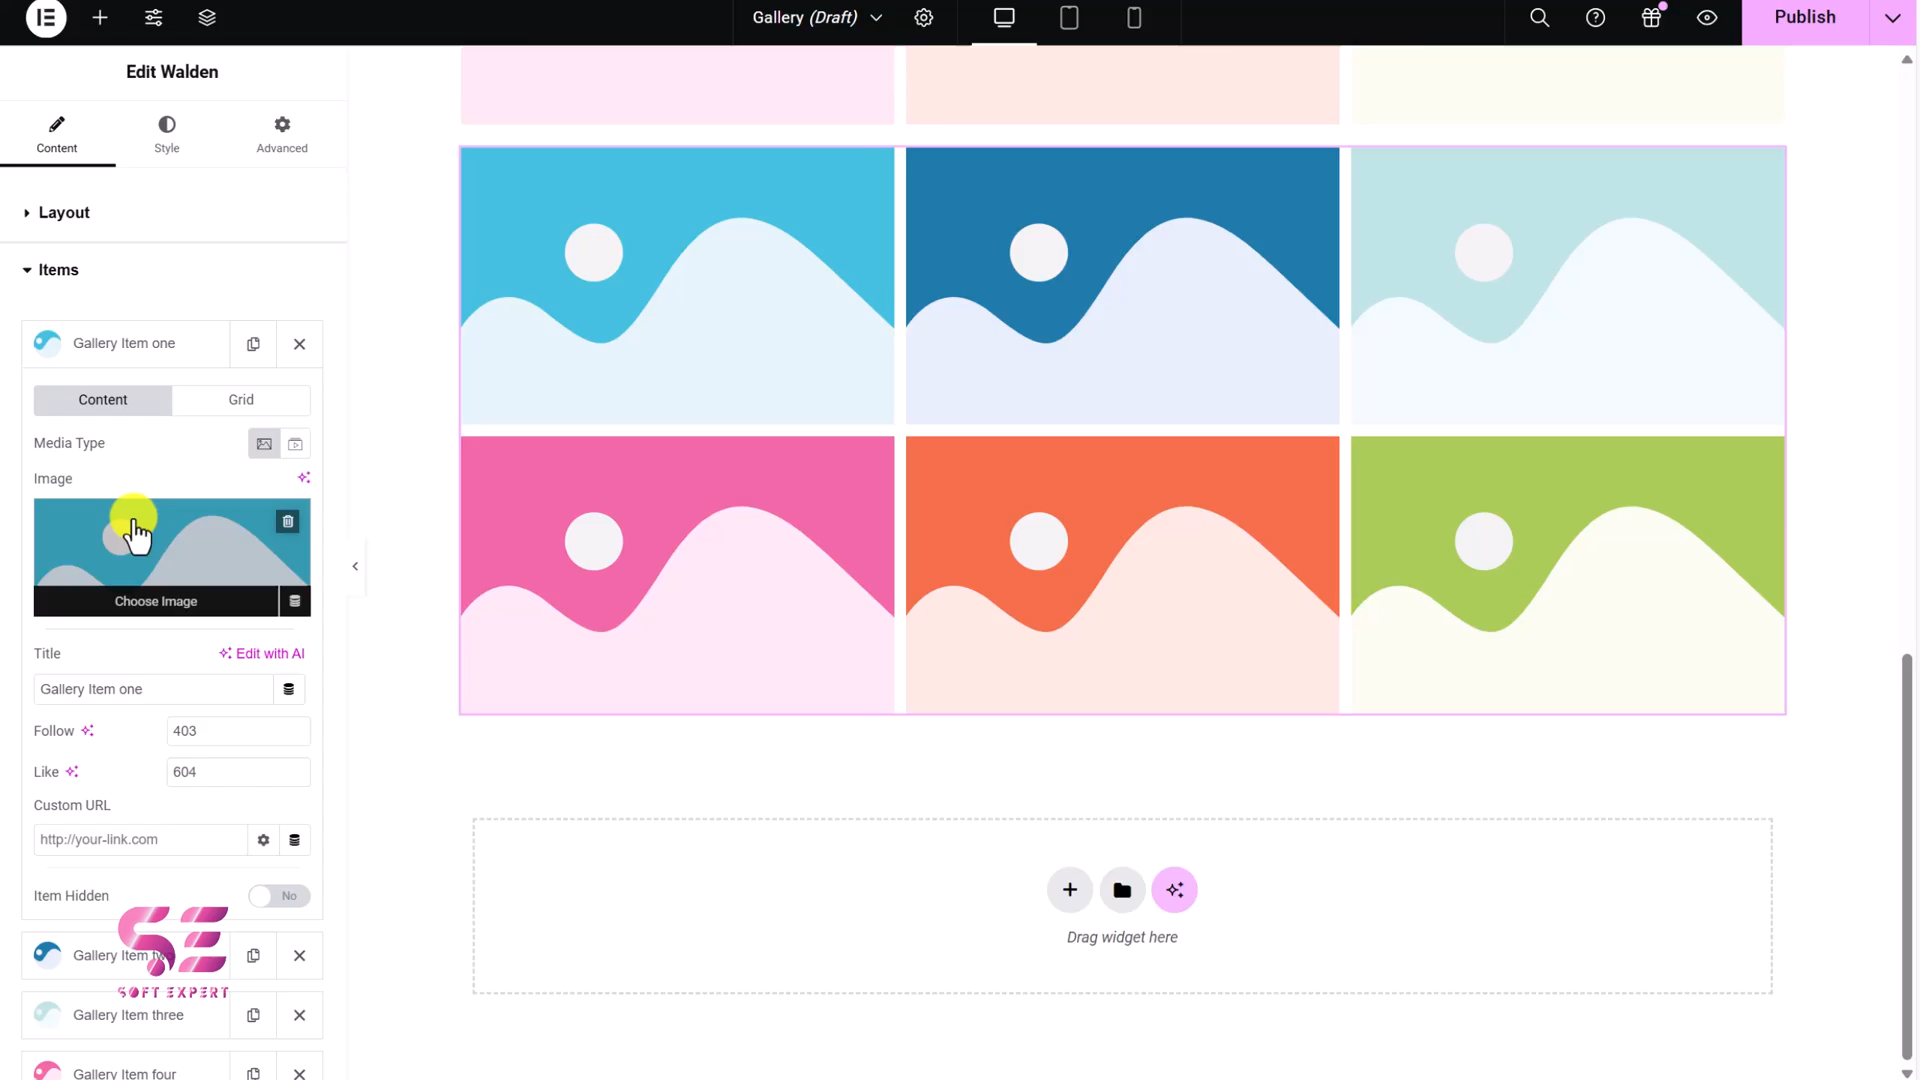 Gallery (Draft)
Publish
Edit Walden
Content
Style
Advanced
Layout
Items
Gallery Item one
Content
Grid
Media Type
Image
Choose Image
Title
Edit with AI
Gallery Item one
Follow
403
Like
604
Custom URL
http://your-link.com
Item Hidden
No
Gallery Item two
SE
SOFT EXPERT
Gallery Item three
Gallery Item four
Drag widget here